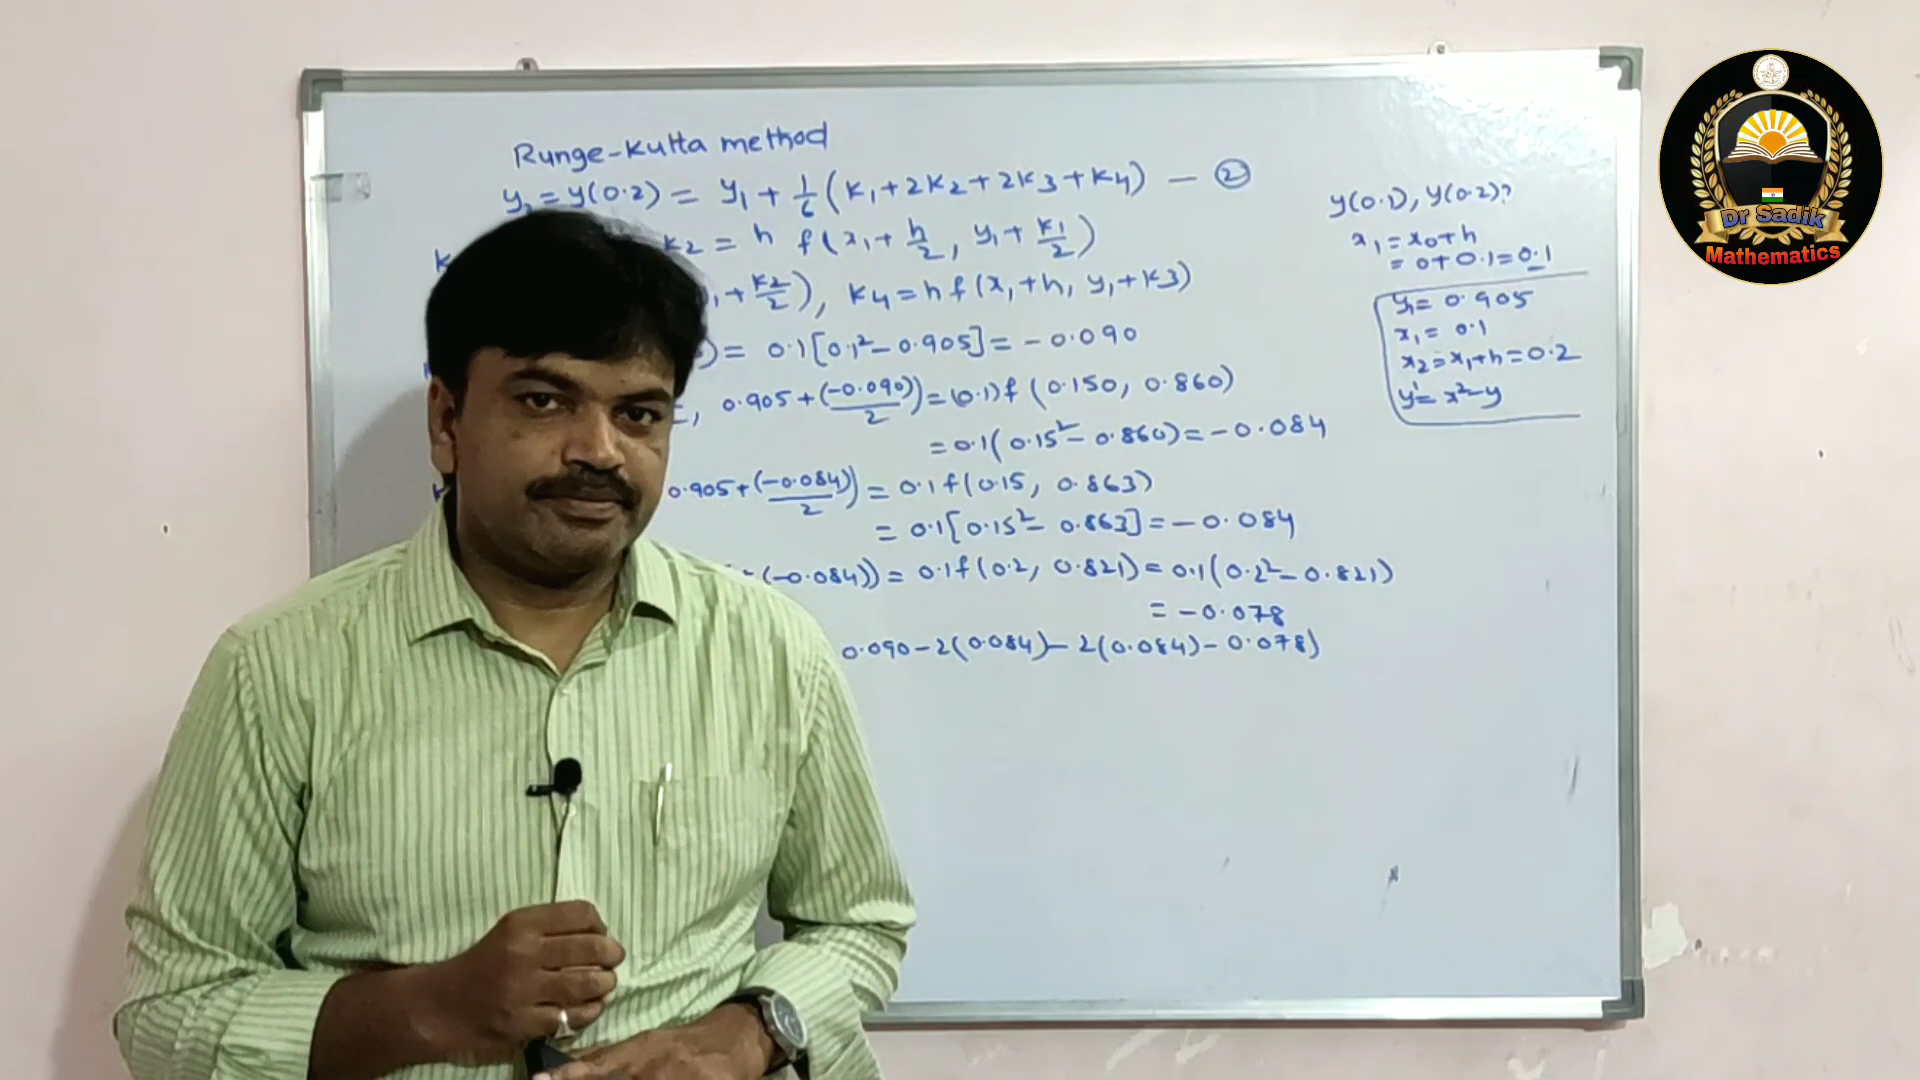 Runge-Kutta method
y₂ = y(0.2) = y₁ + 1/6 (K₁ + 2K₂ + 2K₃ + K₄) — ②
K₂ = h f(x₁ + h/2, y₁ + K₁/2)
+ K₂/2), K₄ = h f(x₁ + h, y₁ + K₃)
) = 0.1[0.1² - 0.905] = - 0.090
, 0.905 + (-0.090)/2) = (0.1) f (0.150, 0.860)
= 0.1(0.15² - 0.860) = - 0.084
0.905 + (-0.084)/2) = 0.1 f(0.15, 0.863)
= 0.1[0.15² - 0.863] = - 0.084
(-0.084)) = 0.1 f(0.2, 0.821) = 0.1(0.2² - 0.821)
= - 0.078
0.090 - 2(0.084) - 2(0.084) - 0.078)
y(0.1), y(0.2)?
x₁ = x₀ + h
= 0 + 0.1 = 0.1
y₁ = 0.905
x₁ = 0.1
x₂ = x₁ + h = 0.2
y' = x² - y
Dr Sadik
Mathematics